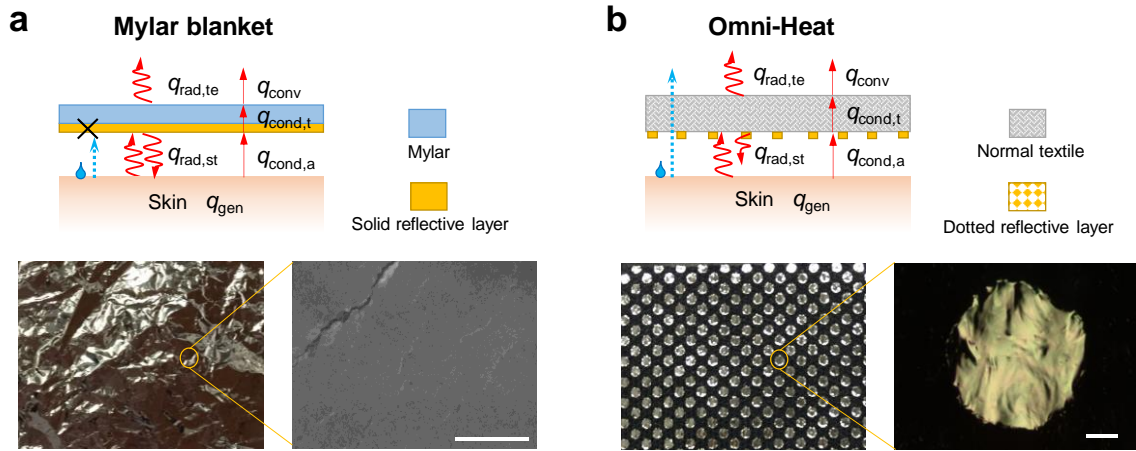 a
Mylar blanket
q_rad,te
q_conv
q_cond,t
q_rad,st
q_cond,a
Skin q_gen
Mylar
Solid reflective layer
b
Omni-Heat
q_rad,te
q_conv
q_cond,t
q_rad,st
q_cond,a
Skin q_gen
Normal textile
Dotted reflective layer